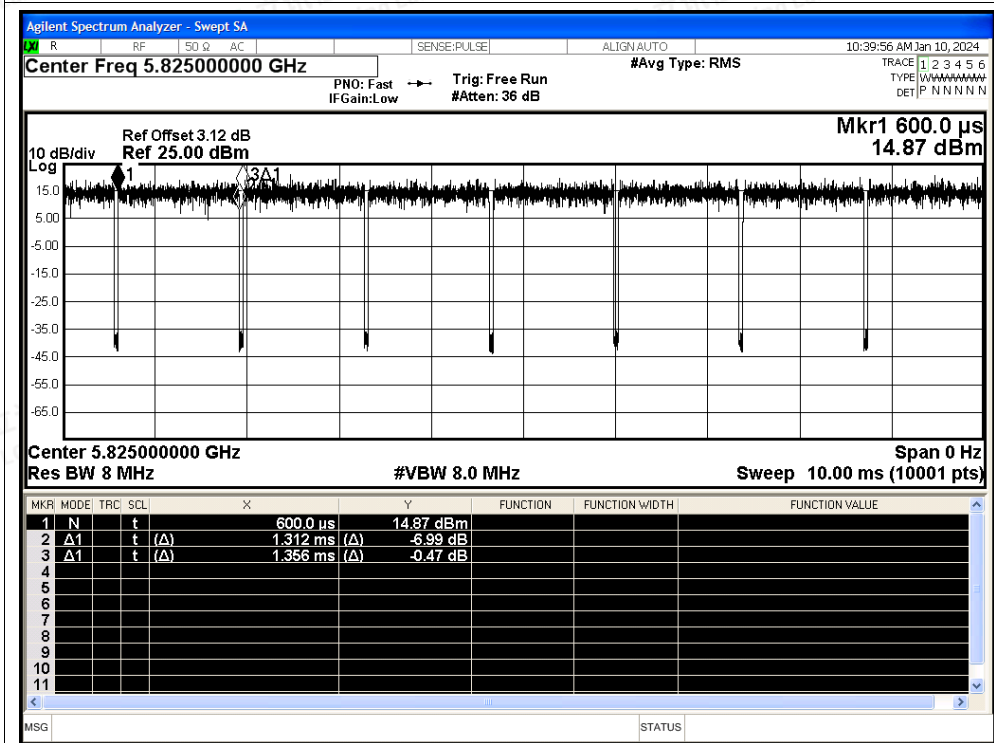 Agilent Spectrum Analyzer - Swept SA
LXI R RF 50 Ω AC SENSE:PULSE ALIGN AUTO 10:39:56 AM Jan 10, 2024
Center Freq 5.825000000 GHz #Avg Type: RMS TRACE 1 2 3 4 5 6
PNO: Fast Trig: Free Run TYPE WWWWWW
IFGain:Low #Atten: 36 dB DET P N N N N N
Mkr1 600.0 µs
Ref Offset 3.12 dB
10 dB/div Ref 25.00 dBm 14.87 dBm
Log
1 3Δ1
15.0
5.00
-5.00
-15.0
-25.0
-35.0
-45.0
-55.0
-65.0
Center 5.825000000 GHz Span 0 Hz
Res BW 8 MHz #VBW 8.0 MHz Sweep 10.00 ms (10001 pts)
MKR MODE TRC SCL X Y FUNCTION FUNCTION WIDTH FUNCTION VALUE
1 N t 600.0 µs 14.87 dBm
2 Δ1 t (Δ) 1.312 ms (Δ) -6.99 dB
3 Δ1 t (Δ) 1.356 ms (Δ) -0.47 dB
4
5
6
7
8
9
10
11
MSG STATUS